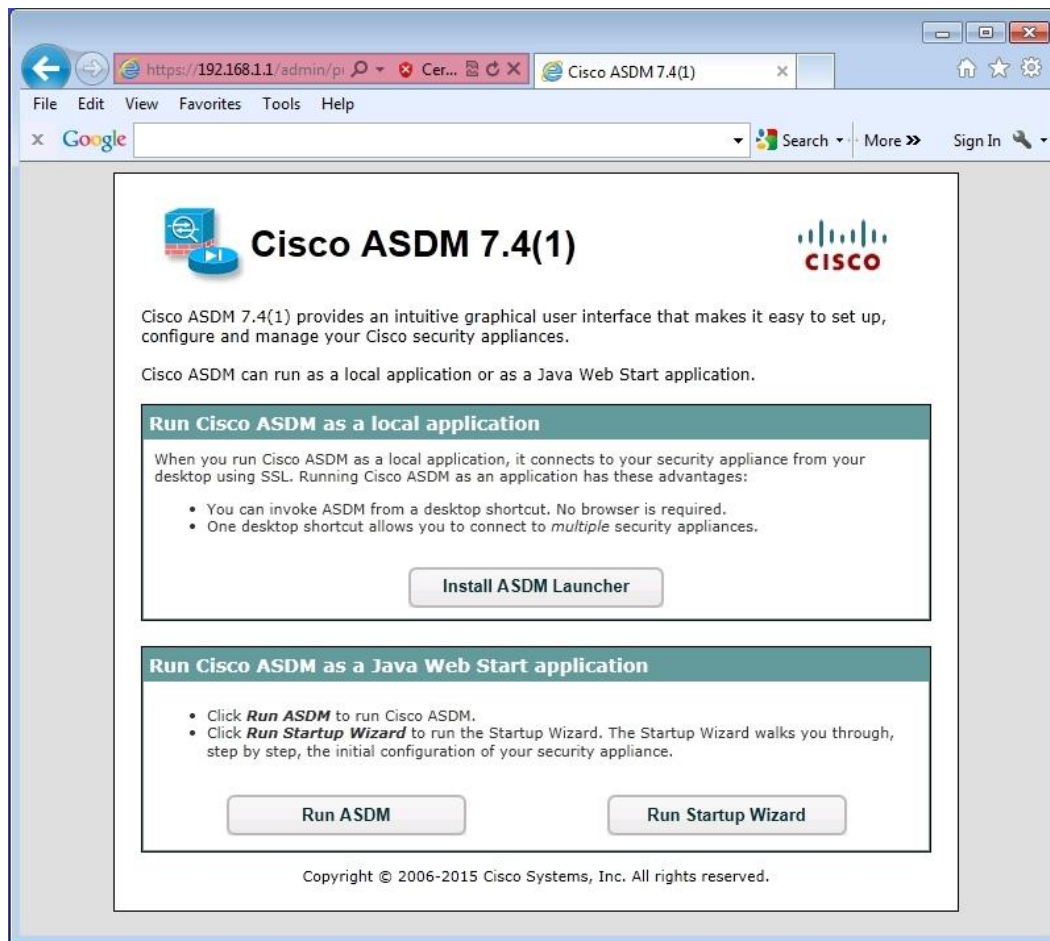 https://192.168.1.1/admin/p Cer... Cisco ASDM 7.4(1)
File Edit View Favorites Tools Help
x Google Search More » Sign In
Cisco ASDM 7.4(1)
CISCO
Cisco ASDM 7.4(1) provides an intuitive graphical user interface that makes it easy to set up,
configure and manage your Cisco security appliances.
Cisco ASDM can run as a local application or as a Java Web Start application.
Run Cisco ASDM as a local application
When you run Cisco ASDM as a local application, it connects to your security appliance from your
desktop using SSL. Running Cisco ASDM as an application has these advantages:
• You can invoke ASDM from a desktop shortcut. No browser is required.
• One desktop shortcut allows you to connect to multiple security appliances.
Install ASDM Launcher
Run Cisco ASDM as a Java Web Start application
• Click Run ASDM to run Cisco ASDM.
• Click Run Startup Wizard to run the Startup Wizard. The Startup Wizard walks you through,
step by step, the initial configuration of your security appliance.
Run ASDM Run Startup Wizard
Copyright © 2006-2015 Cisco Systems, Inc. All rights reserved.